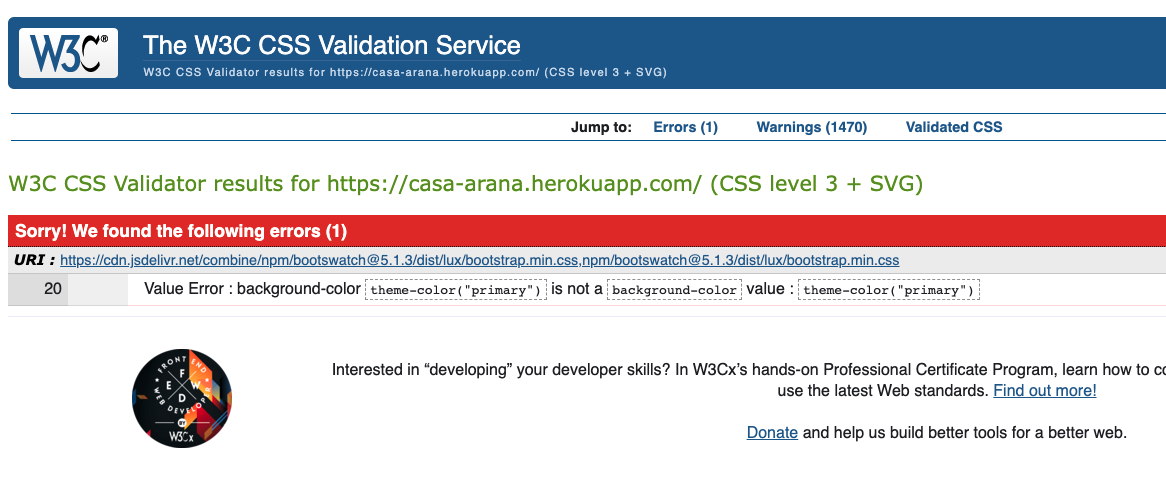 W3C®
The W3C CSS Validation Service
W3C CSS Validator results for https://casa-arana.herokuapp.com/ (CSS level 3 + SVG)
Jump to: Errors (1) Warnings (1470) Validated CSS
W3C CSS Validator results for https://casa-arana.herokuapp.com/ (CSS level 3 + SVG)
Sorry! We found the following errors (1)
URI : https://cdn.jsdelivr.net/combine/npm/bootswatch@5.1.3/dist/lux/bootstrap.min.css,npm/bootswatch@5.1.3/dist/lux/bootstrap.min.css
20 Value Error : background-color theme-color("primary") is not a background-color value : theme-color("primary")
FRONT END
F
E W
D
WEB DEVELOPER
W3Cx
Interested in “developing” your developer skills? In W3Cx’s hands-on Professional Certificate Program, learn how to
use the latest Web standards. Find out more!
Donate and help us build better tools for a better web.